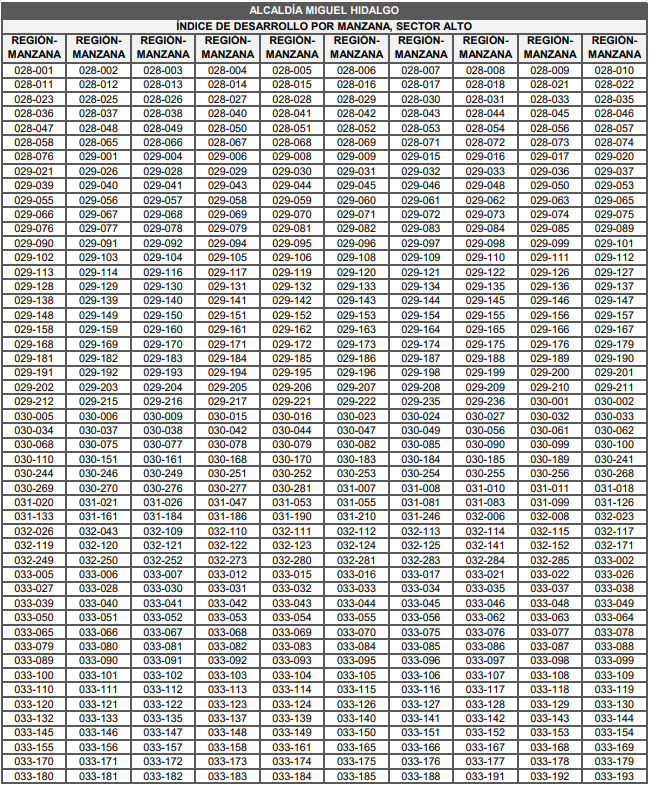 ALCALDÍA MIGUEL HIDALGO
ÍNDICE DE DESARROLLO POR MANZANA, SECTOR ALTO
REGIÓN- REGIÓN- REGIÓN- REGIÓN- REGIÓN- REGIÓN- REGIÓN- REGIÓN- REGIÓN- REGIÓN-
MANZANA MANZANA MANZANA MANZANA MANZANA MANZANA MANZANA MANZANA MANZANA MANZANA
028-001 028-002 028-003 028-004 028-005 028-006 028-007 028-008 028-009 028-010
028-011 028-012 028-013 028-014 028-015 028-016 028-017 028-018 028-021 028-022
028-023 028-025 028-026 028-027 028-028 028-029 028-030 028-031 028-033 028-035
028-036 028-037 028-038 028-040 028-041 028-042 028-043 028-044 028-045 028-046
028-047 028-048 028-049 028-050 028-051 028-052 028-053 028-054 028-056 028-057
028-058 028-065 028-066 028-067 028-068 028-069 028-071 028-072 028-073 028-074
028-076 029-001 029-004 029-006 029-008 029-009 029-015 029-016 029-017 029-020
029-021 029-026 029-028 029-029 029-030 029-031 029-032 029-033 029-036 029-037
029-039 029-040 029-041 029-043 029-044 029-045 029-046 029-048 029-050 029-053
029-055 029-056 029-057 029-058 029-059 029-060 029-061 029-062 029-063 029-065
029-066 029-067 029-068 029-069 029-070 029-071 029-072 029-073 029-074 029-075
029-076 029-077 029-078 029-079 029-081 029-082 029-083 029-084 029-085 029-089
029-090 029-091 029-092 029-094 029-095 029-096 029-097 029-098 029-099 029-101
029-102 029-103 029-104 029-105 029-106 029-108 029-109 029-110 029-111 029-112
029-113 029-114 029-116 029-117 029-119 029-120 029-121 029-122 029-126 029-127
029-128 029-129 029-130 029-131 029-132 029-133 029-134 029-135 029-136 029-137
029-138 029-139 029-140 029-141 029-142 029-143 029-144 029-145 029-146 029-147
029-148 029-149 029-150 029-151 029-152 029-153 029-154 029-155 029-156 029-157
029-158 029-159 029-160 029-161 029-162 029-163 029-164 029-165 029-166 029-167
029-168 029-169 029-170 029-171 029-172 029-173 029-174 029-175 029-176 029-179
029-181 029-182 029-183 029-184 029-185 029-186 029-187 029-188 029-189 029-190
029-191 029-192 029-193 029-194 029-195 029-196 029-198 029-199 029-200 029-201
029-202 029-203 029-204 029-205 029-206 029-207 029-208 029-209 029-210 029-211
029-212 029-215 029-216 029-217 029-221 029-222 029-235 029-236 030-001 030-002
030-005 030-006 030-009 030-015 030-016 030-023 030-024 030-027 030-032 030-033
030-034 030-037 030-038 030-042 030-044 030-047 030-049 030-056 030-061 030-062
030-068 030-075 030-077 030-078 030-079 030-082 030-085 030-090 030-099 030-100
030-110 030-151 030-161 030-168 030-170 030-183 030-184 030-185 030-189 030-241
030-244 030-246 030-249 030-251 030-252 030-253 030-254 030-255 030-256 030-268
030-269 030-270 030-276 030-277 030-281 031-007 031-008 031-010 031-011 031-018
031-020 031-021 031-026 031-047 031-053 031-055 031-081 031-083 031-099 031-126
031-133 031-161 031-184 031-186 031-190 031-210 031-246 032-006 032-008 032-023
032-026 032-043 032-109 032-110 032-111 032-112 032-113 032-114 032-115 032-117
032-119 032-120 032-121 032-122 032-123 032-124 032-125 032-141 032-152 032-171
032-249 032-250 032-252 032-273 032-280 032-281 032-283 032-284 032-285 033-002
033-005 033-006 033-007 033-012 033-015 033-016 033-017 033-021 033-022 033-026
033-027 033-028 033-030 033-031 033-032 033-033 033-034 033-035 033-037 033-038
033-039 033-040 033-041 033-042 033-043 033-044 033-045 033-046 033-048 033-049
033-050 033-051 033-052 033-053 033-054 033-055 033-056 033-062 033-063 033-064
033-065 033-066 033-067 033-068 033-069 033-070 033-075 033-076 033-077 033-078
033-079 033-080 033-081 033-082 033-083 033-084 033-085 033-086 033-087 033-088
033-089 033-090 033-091 033-092 033-093 033-095 033-096 033-097 033-098 033-099
033-100 033-101 033-102 033-103 033-104 033-105 033-106 033-107 033-108 033-109
033-110 033-111 033-112 033-113 033-114 033-115 033-116 033-117 033-118 033-119
033-120 033-121 033-122 033-123 033-124 033-126 033-127 033-128 033-129 033-130
033-132 033-133 033-135 033-137 033-139 033-140 033-141 033-142 033-143 033-144
033-145 033-146 033-147 033-148 033-149 033-150 033-151 033-152 033-153 033-154
033-155 033-156 033-157 033-158 033-161 033-165 033-166 033-167 033-168 033-169
033-170 033-171 033-172 033-173 033-174 033-175 033-176 033-177 033-178 033-179
033-180 033-181 033-182 033-183 033-184 033-185 033-188 033-191 033-192 033-193